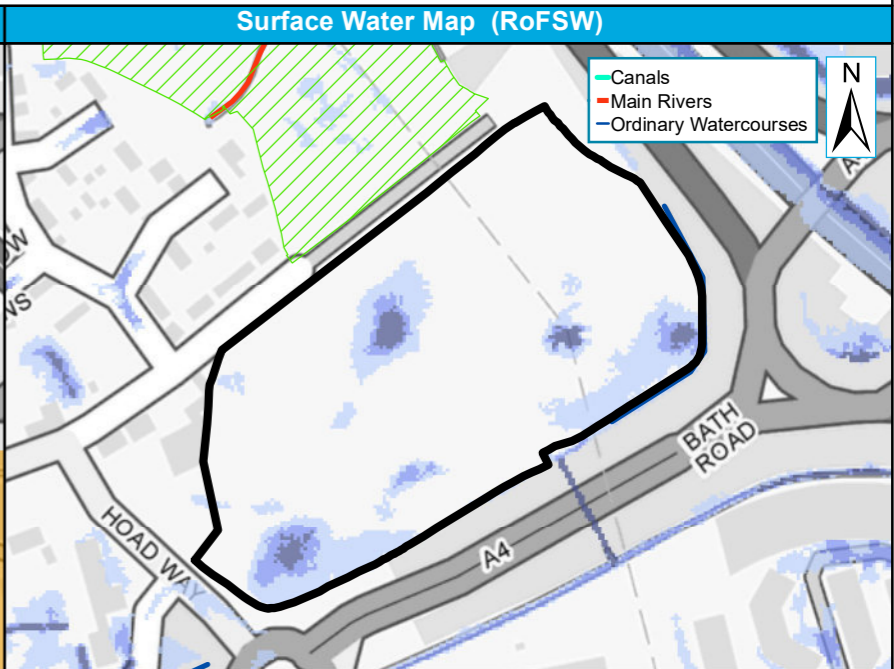 Surface Water Map (RoFSW)
Canals
Main Rivers
Ordinary Watercourses
N
HOAD WAY
A4
BATH
ROAD